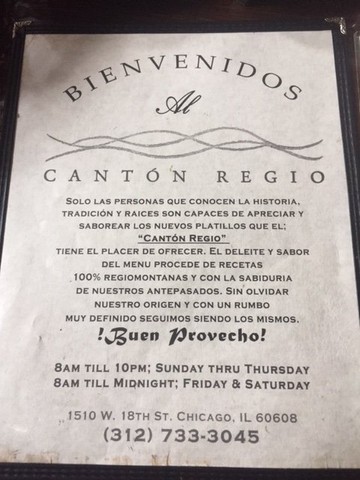 BIENVENIDOS
Al
CANTÓN REGIO
SOLO LAS PERSONAS QUE CONOCEN LA HISTORIA,
TRADICIÓN Y RAICES SON CAPACES DE APRECIAR Y
SABOREAR LOS NUEVOS PLATILLOS QUE EL:
"CANTÓN REGIO"
TIENE EL PLACER DE OFRECER. EL DELEITE Y SABOR
DEL MENU PROCEDE DE RECETAS
100% REGIOMONTANAS Y CON LA SABIDURIA
DE NUESTROS ANTEPASADOS. SIN OLVIDAR
NUESTRO ORIGEN Y CON UN RUMBO
MUY DEFINIDO SEGUIMOS SIENDO LOS MISMOS.
!Buen Provecho!
8AM TILL 10PM; SUNDAY THRU THURSDAY
8AM TILL MIDNIGHT; FRIDAY & SATURDAY
1510 W. 18TH ST. CHICAGO, IL 60608
(312) 733-3045